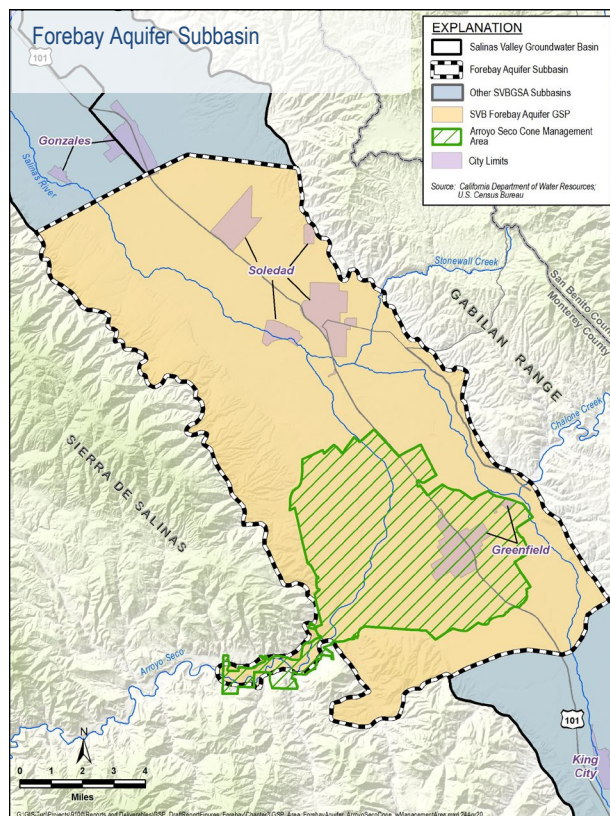 Forebay Aquifer Subbasin
101
EXPLANATION
Salinas Valley Groundwater Basin
Forebay Aquifer Subbasin
Other SVBGSA Subbasins
SVB Forebay Aquifer GSP
Arroyo Seco Cone Management
Area
City Limits
Source: California Department of Water Resources;
U.S. Census Bureau
Gonzales
Salinas River
Soledad
Stonewall Creek
San Benito County
Monterey County
GABILAN RANGE
Chalone Creek
SIERRA DE SALINAS
Greenfield
Arroyo Seco
N
101
King
City
0 1 2 4
Miles